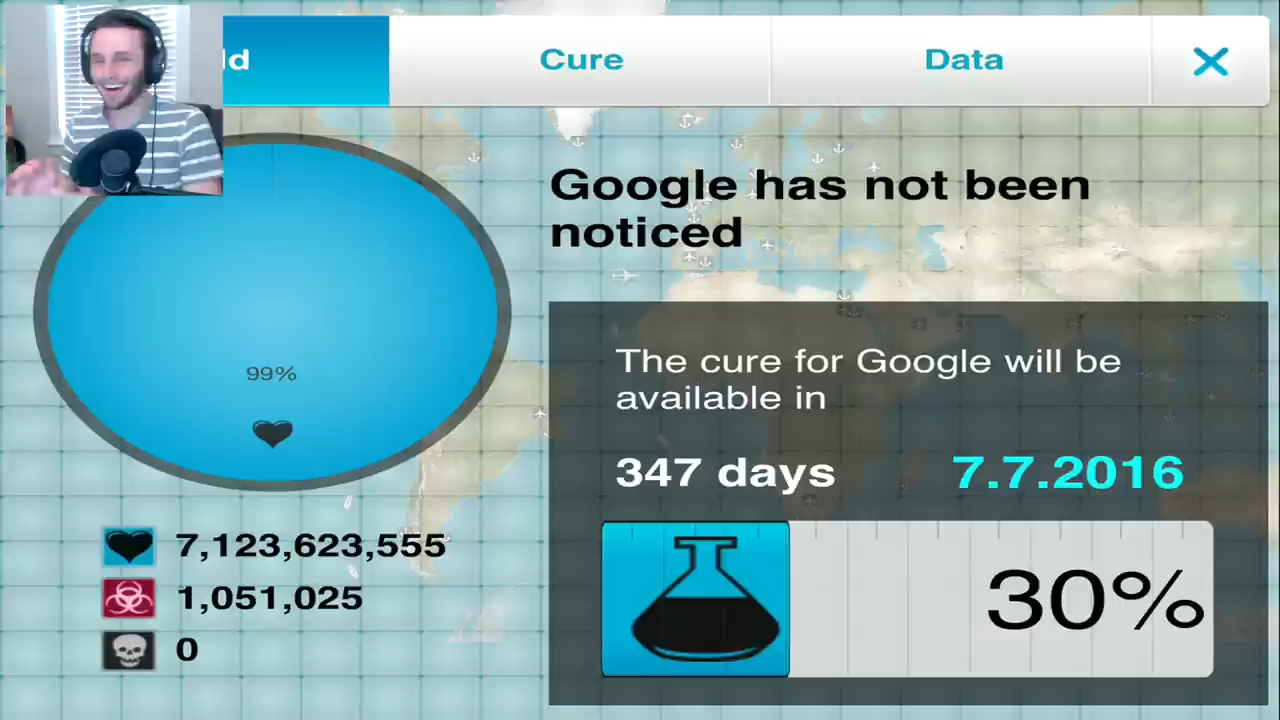 ld
Cure
Data
Google has not been
noticed
99%
The cure for Google will be
available in
347 days
7.7.2016
7,123,623,555
1,051,025
0
30%